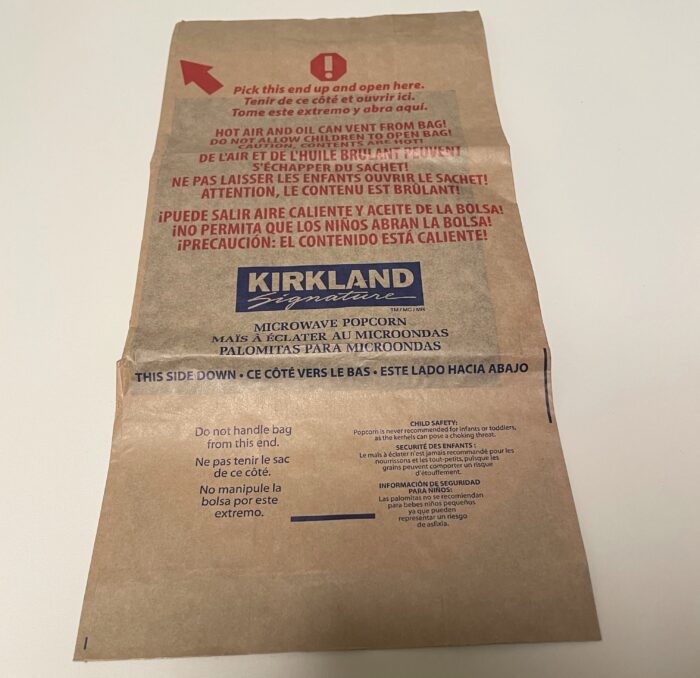 Pick this end up and open here.
Tenir de ce côté et ouvrir ici.
Tome este extremo y abra aquí.
HOT AIR AND OIL CAN VENT FROM BAG!
DO NOT ALLOW CHILDREN TO OPEN BAG!
CAUTION, CONTENTS ARE HOT!
DE L'AIR ET DE L'HUILE BRÛLANT PEUVENT
S'ÉCHAPPER DU SACHET!
NE PAS LAISSER LES ENFANTS OUVRIR LE SACHET!
ATTENTION, LE CONTENU EST BRÛLANT!
¡PUEDE SALIR AIRE CALIENTE Y ACEITE DE LA BOLSA!
¡NO PERMITA QUE LOS NIÑOS ABRAN LA BOLSA!
¡PRECAUCIÓN: EL CONTENIDO ESTÁ CALIENTE!
KIRKLAND
Signature
TM/MC/MR
MICROWAVE POPCORN
MAÏS À ÉCLATER AU MICROONDAS
PALOMITAS PARA MICROONDAS
THIS SIDE DOWN • CE CÔTÉ VERS LE BAS • ESTE LADO HACIA ABAJO
Do not handle bag
from this end.
Ne pas tenir le sac
de ce côté.
No manipule la
bolsa por este
extremo.
CHILD SAFETY:
Popcorn is never recommended for infants or toddlers,
as the kernels can pose a choking threat.
SECURITÉ DES ENFANTS :
Le maïs à éclater n'est jamais recommandé pour les
nourrissons et les tout-petits, puisque les
grains peuvent comporter un risque
d'étouffement.
INFORMACIÓN DE SEGURIDAD
PARA NIÑOS:
Las palomitas no se recomiendan
para bebes niños pequeños
ya que pueden
representar un riesgo
de asfixia.